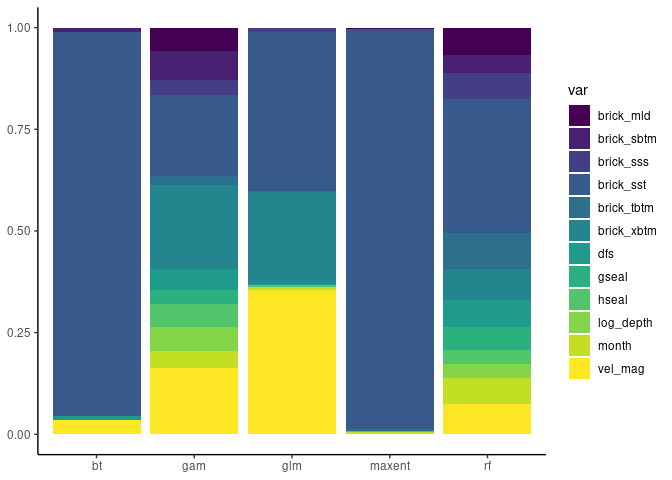 1.00
0.75
0.50
0.25
0.00
bt gam glm maxent rf
var
brick_mld
brick_sbtm
brick_sss
brick_sst
brick_tbtm
brick_xbtm
dfs
gseal
hseal
log_depth
month
vel_mag